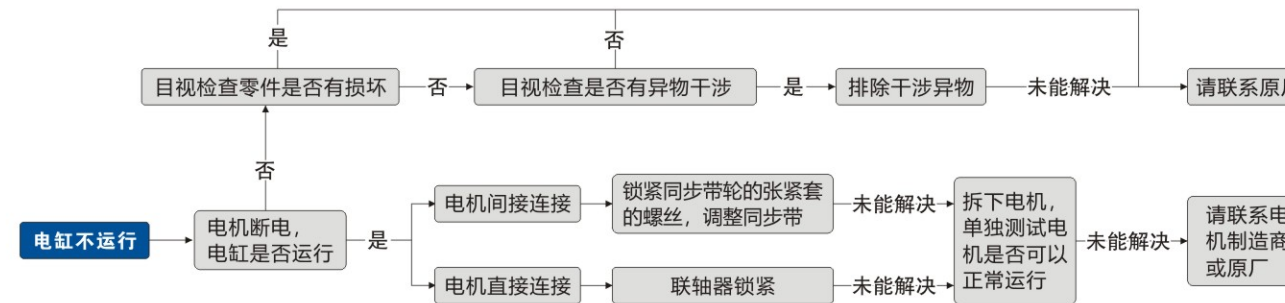 是
否
目视检查零件是否有损坏
否
目视检查是否有异物干涉
是
排除干涉异物
未能解决
请联系原
否
电缸不运行
电机断电，
电缸是否运行
是
电机间接连接
锁紧同步带轮的张紧套
的螺丝，调整同步带
未能解决
电机直接连接
联轴器锁紧
未能解决
拆下电机，
单独测试电
机是否可以
正常运行
未能解决
请联系电
机制造商
或原厂